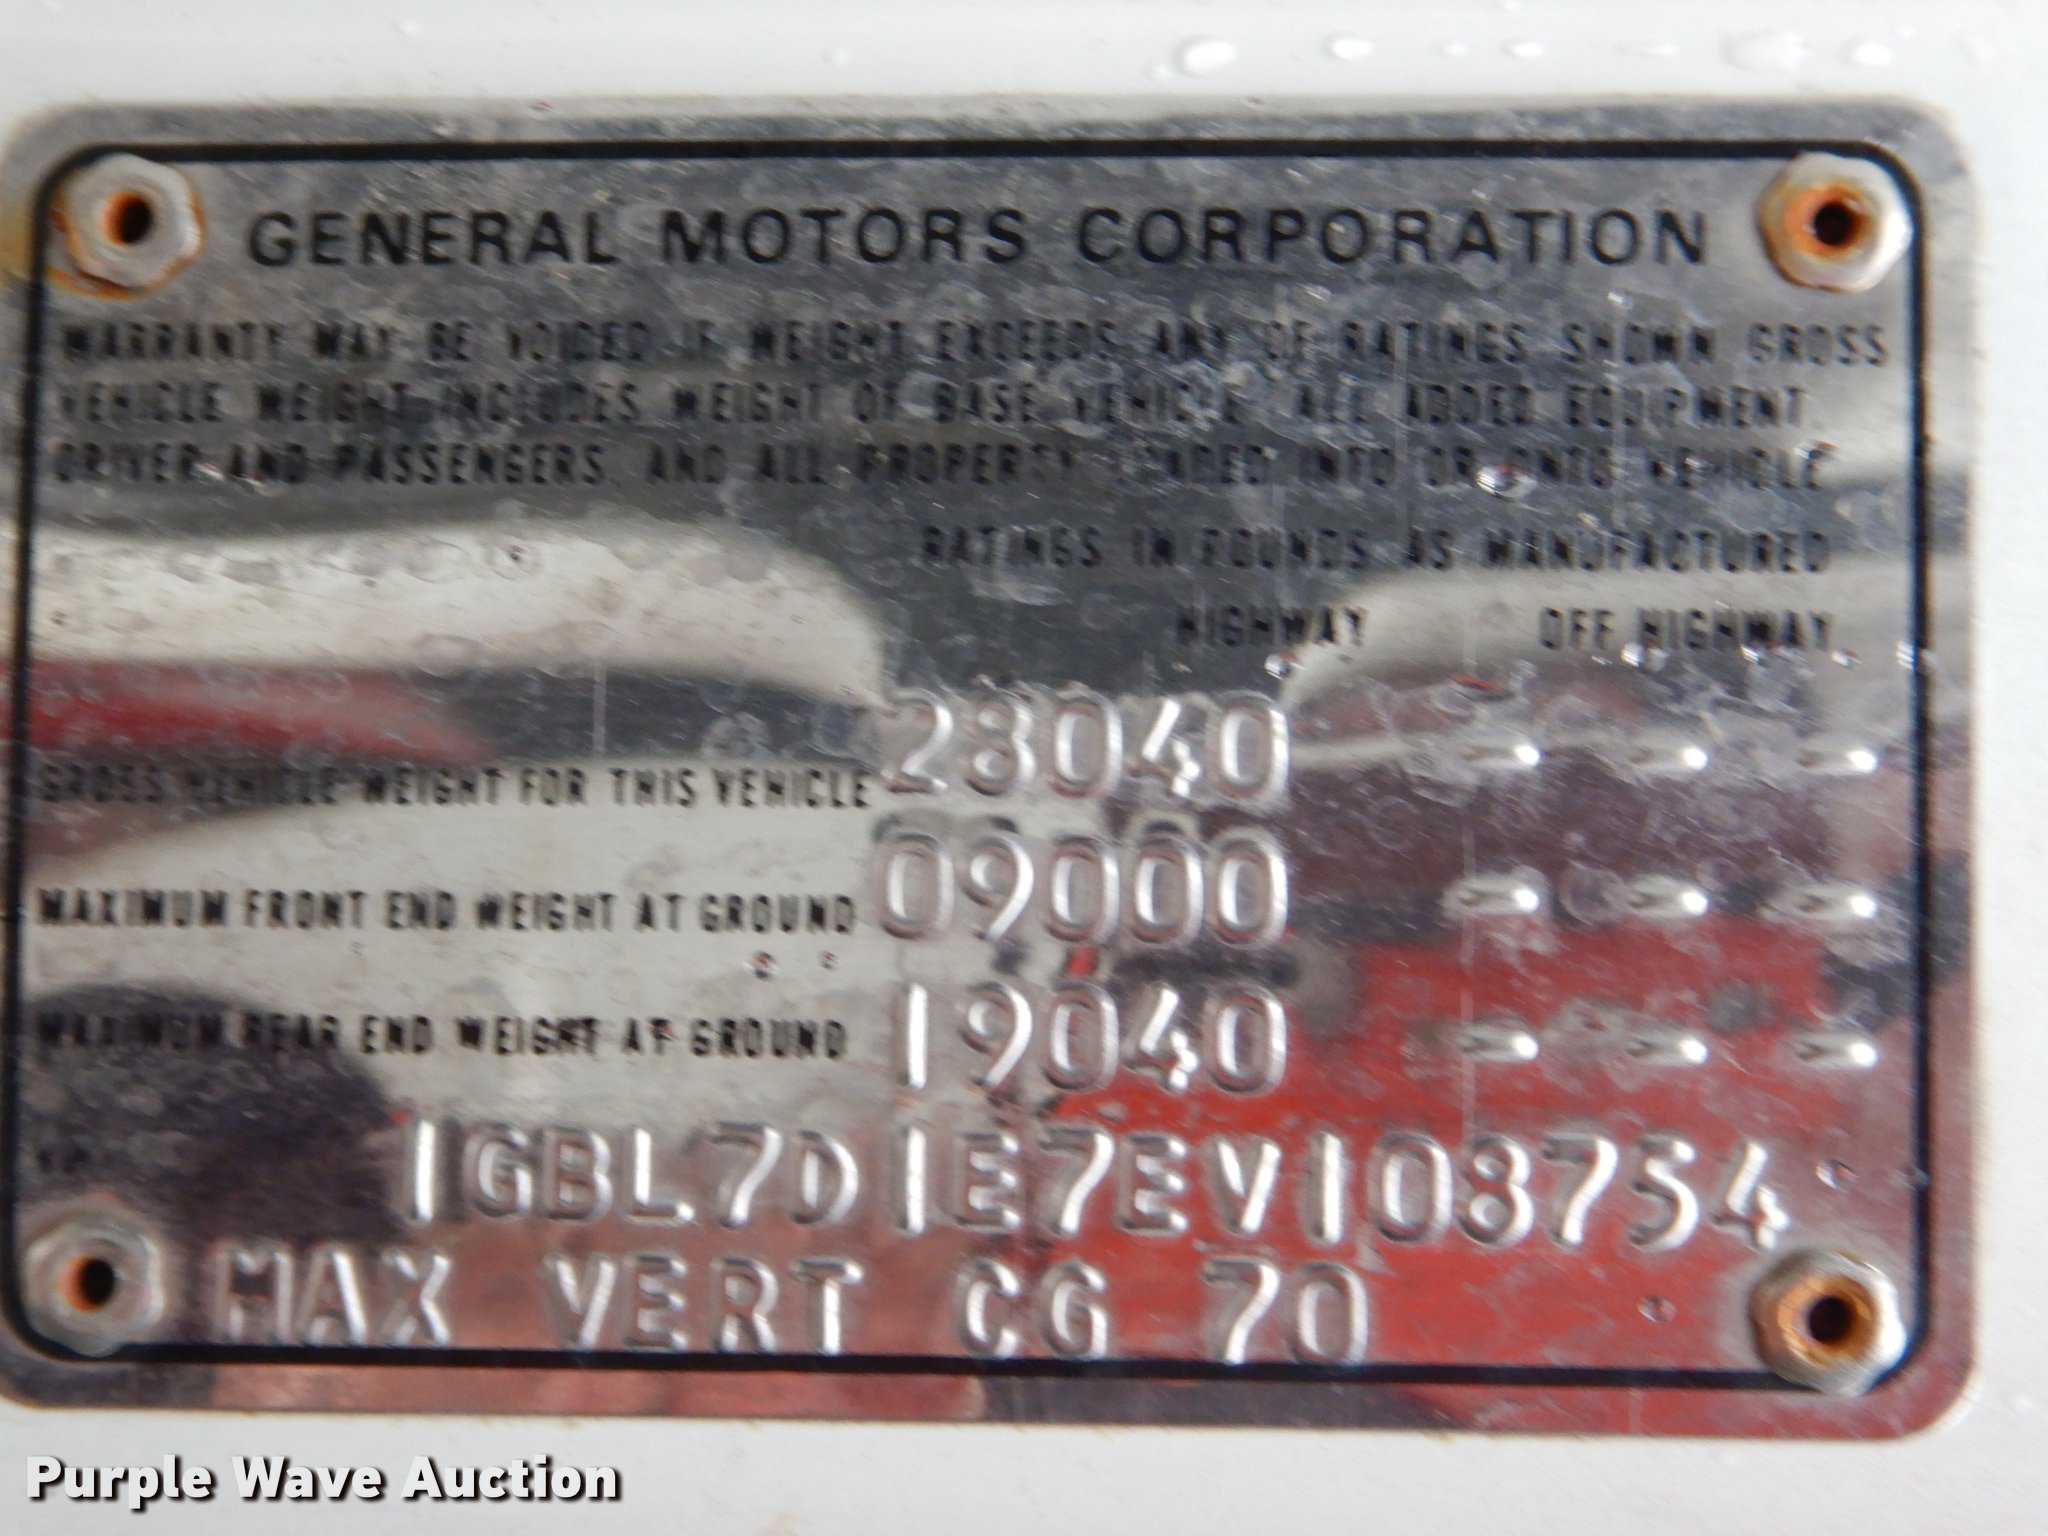 GENERAL MOTORS CORPORATION
WARRANTY MAY BE VOIDED IF WEIGHT EXCEEDS ANY OF RATINGS SHOWN GROSS
VEHICLE WEIGHT INCLUDES WEIGHT OF BASE VEHICLE, ALL ADDED EQUIPMENT,
DRIVER AND PASSENGERS, AND ALL PROPERTY LOADED INTO OR ONTO VEHICLE
RATINGS IN POUNDS AS MANUFACTURED
HIGHWAY OFF HIGHWAY
GROSS VEHICLE WEIGHT FOR THIS VEHICLE 28040 - - -
MAXIMUM FRONT END WEIGHT AT GROUND 09000 - - -
MAXIMUM REAR END WEIGHT AT GROUND 19040 - - -
1GBL7D1E7EV108754
MAX VERT CG 70
Purple Wave Auction